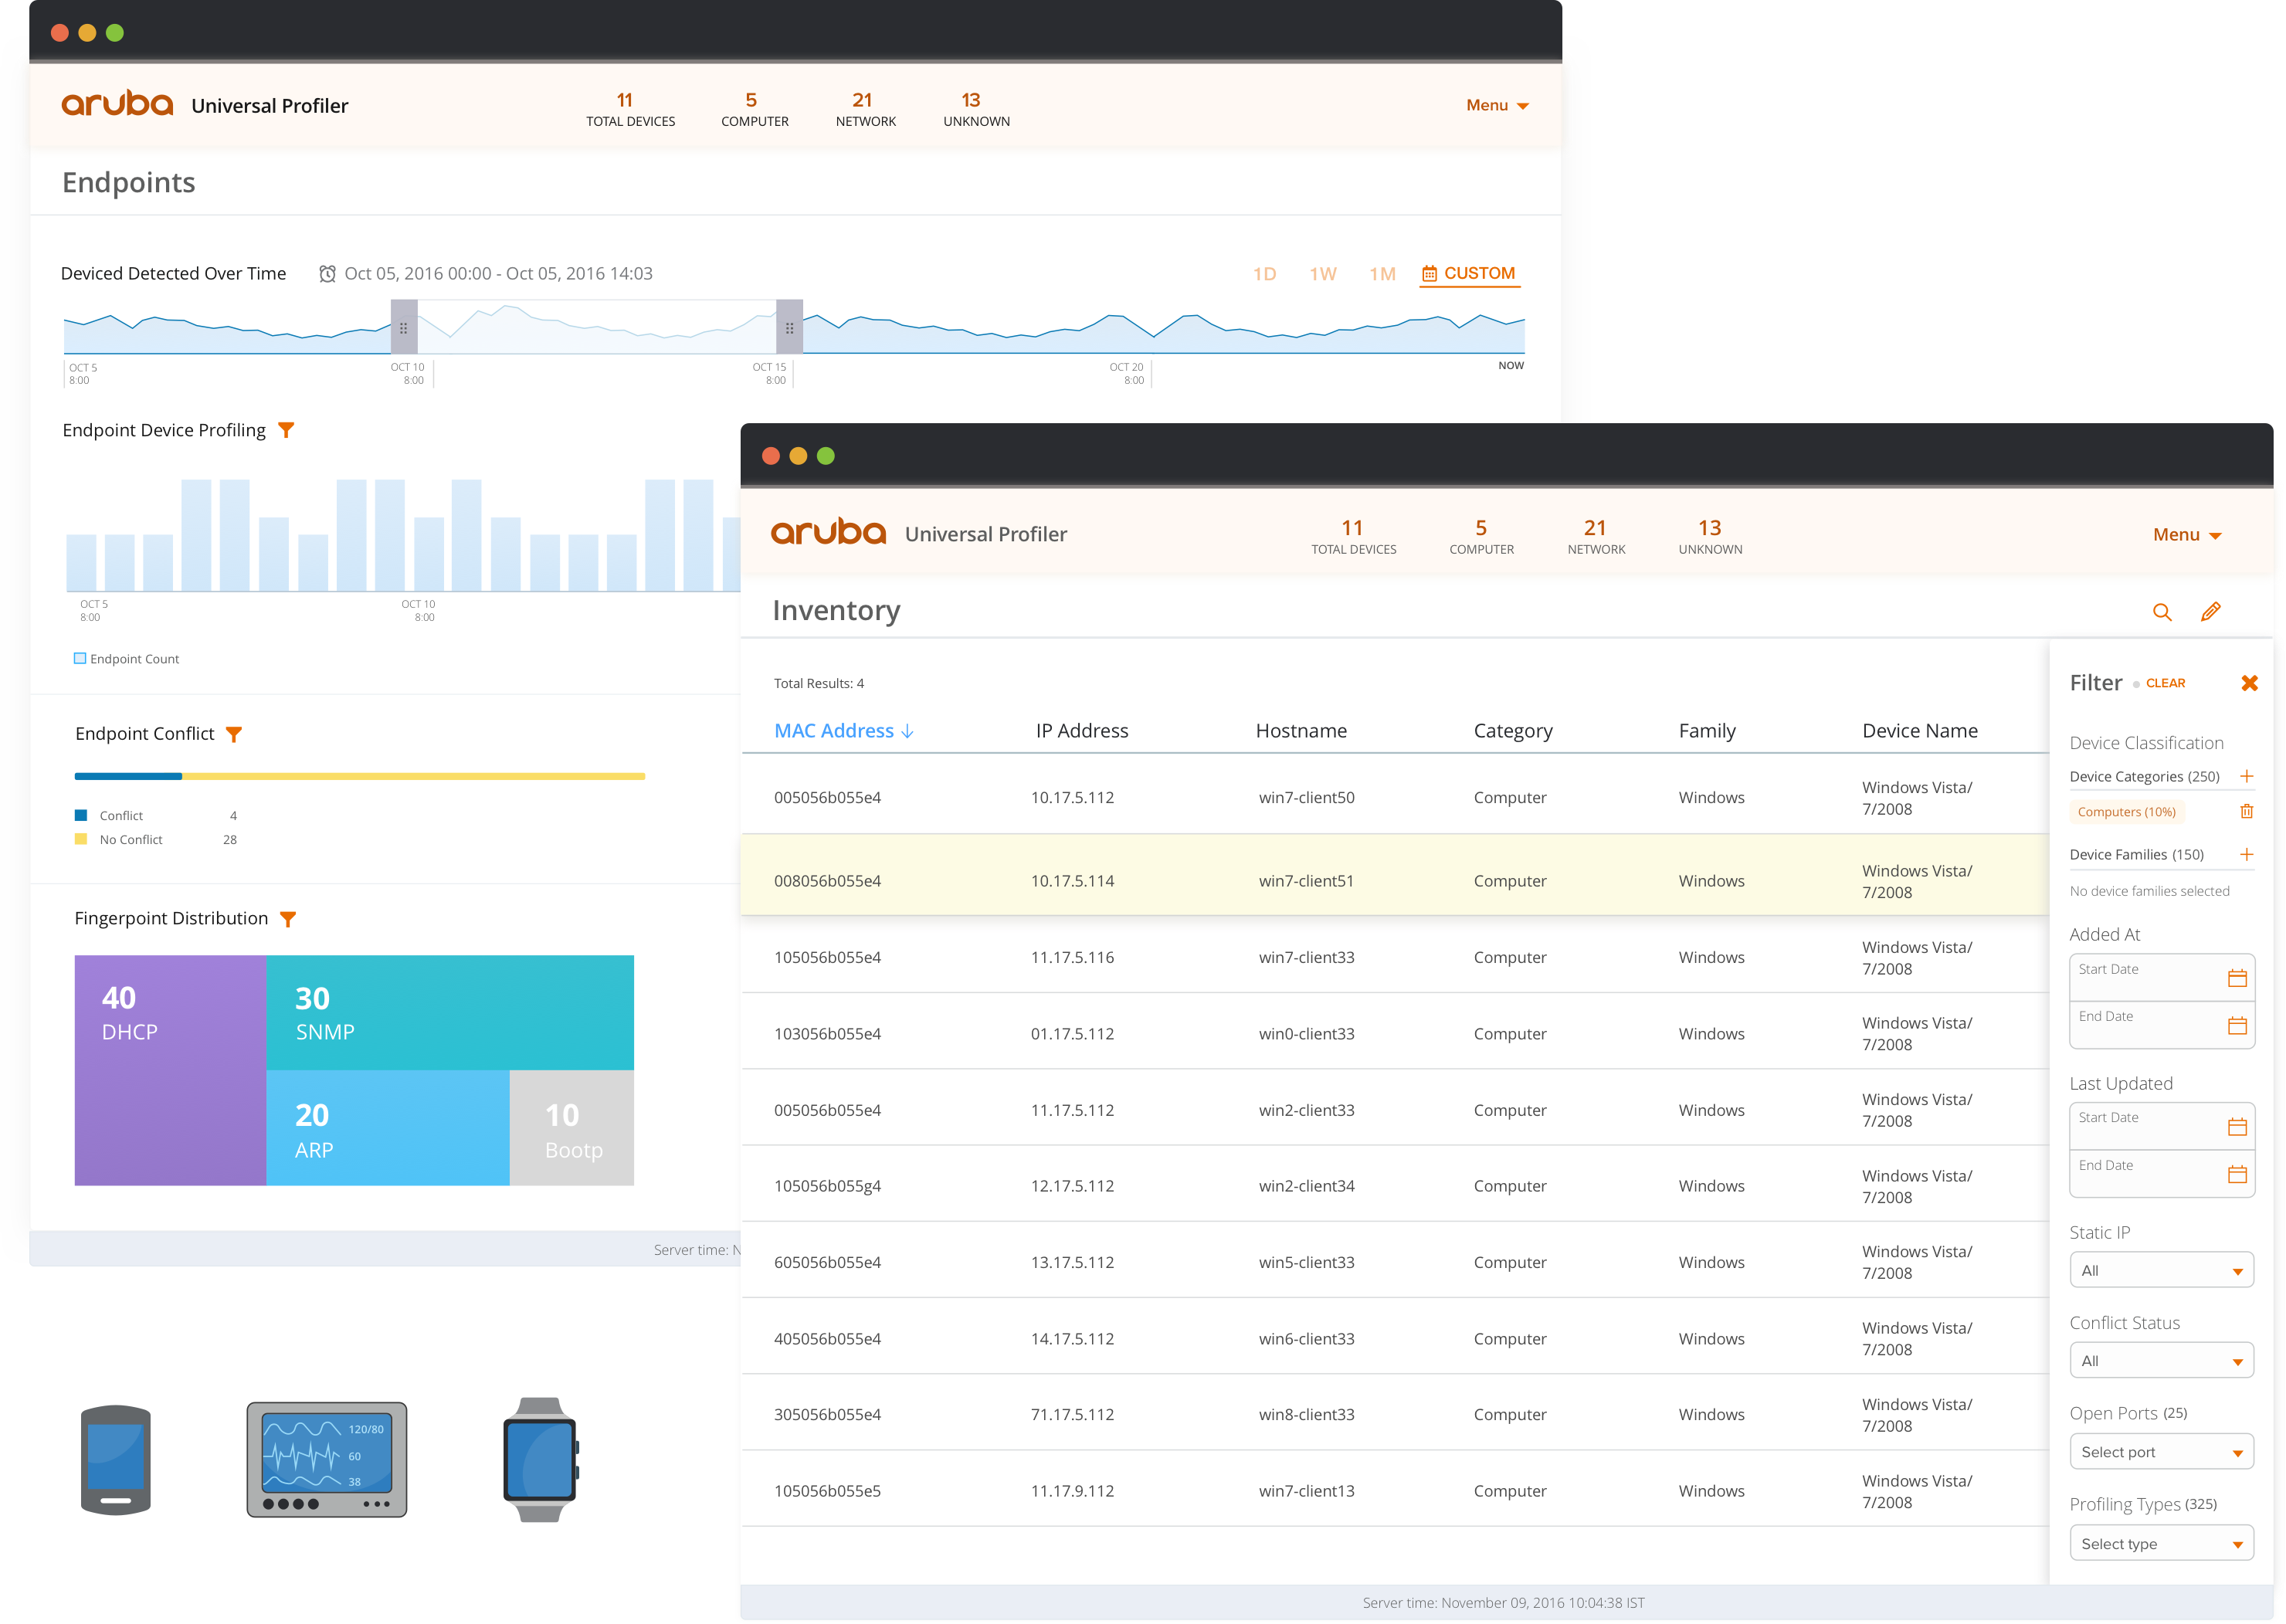 aruba Universal Profiler
11 5 21 13
TOTAL DEVICES COMPUTER NETWORK UNKNOWN
Menu
Endpoints
Deviced Detected Over Time Oct 05, 2016 00:00 - Oct 05, 2016 14:03
1D 1W 1M CUSTOM
OCT 5 OCT 10 OCT 15 OCT 20 NOW
8:00 8:00 8:00 8:00
Endpoint Device Profiling
OCT 5 OCT 10
8:00 8:00
Endpoint Count
Endpoint Conflict
Conflict 4
No Conflict 28
Fingerpoint Distribution
40
DHCP
30
SNMP
20
ARP
10
Bootp
Server time: N
120/80
60
38
aruba Universal Profiler
11 5 21 13
TOTAL DEVICES COMPUTER NETWORK UNKNOWN
Menu
Inventory
Total Results: 4
MAC Address IP Address Hostname Category Family Device Name
005056b055e4 10.17.5.112 win7-client50 Computer Windows Windows Vista/
7/2008
008056b055e4 10.17.5.114 win7-client51 Computer Windows Windows Vista/
7/2008
105056b055e4 11.17.5.116 win7-client33 Computer Windows Windows Vista/
7/2008
103056b055e4 01.17.5.112 win0-client33 Computer Windows Windows Vista/
7/2008
005056b055e4 11.17.5.112 win2-client33 Computer Windows Windows Vista/
7/2008
105056b055g4 12.17.5.112 win2-client34 Computer Windows Windows Vista/
7/2008
605056b055e4 13.17.5.112 win5-client33 Computer Windows Windows Vista/
7/2008
405056b055e4 14.17.5.112 win6-client33 Computer Windows Windows Vista/
7/2008
305056b055e4 71.17.5.112 win8-client33 Computer Windows Windows Vista/
7/2008
105056b055e5 11.17.9.112 win7-client13 Computer Windows Windows Vista/
7/2008
Filter CLEAR
Device Classification
Device Categories (250)
Computers (10%)
Device Families (150)
No device families selected
Added At
Start Date
End Date
Last Updated
Start Date
End Date
Static IP
All
Conflict Status
All
Open Ports (25)
Select port
Profiling Types (325)
Select type
Server time: November 09, 2016 10:04:38 IST